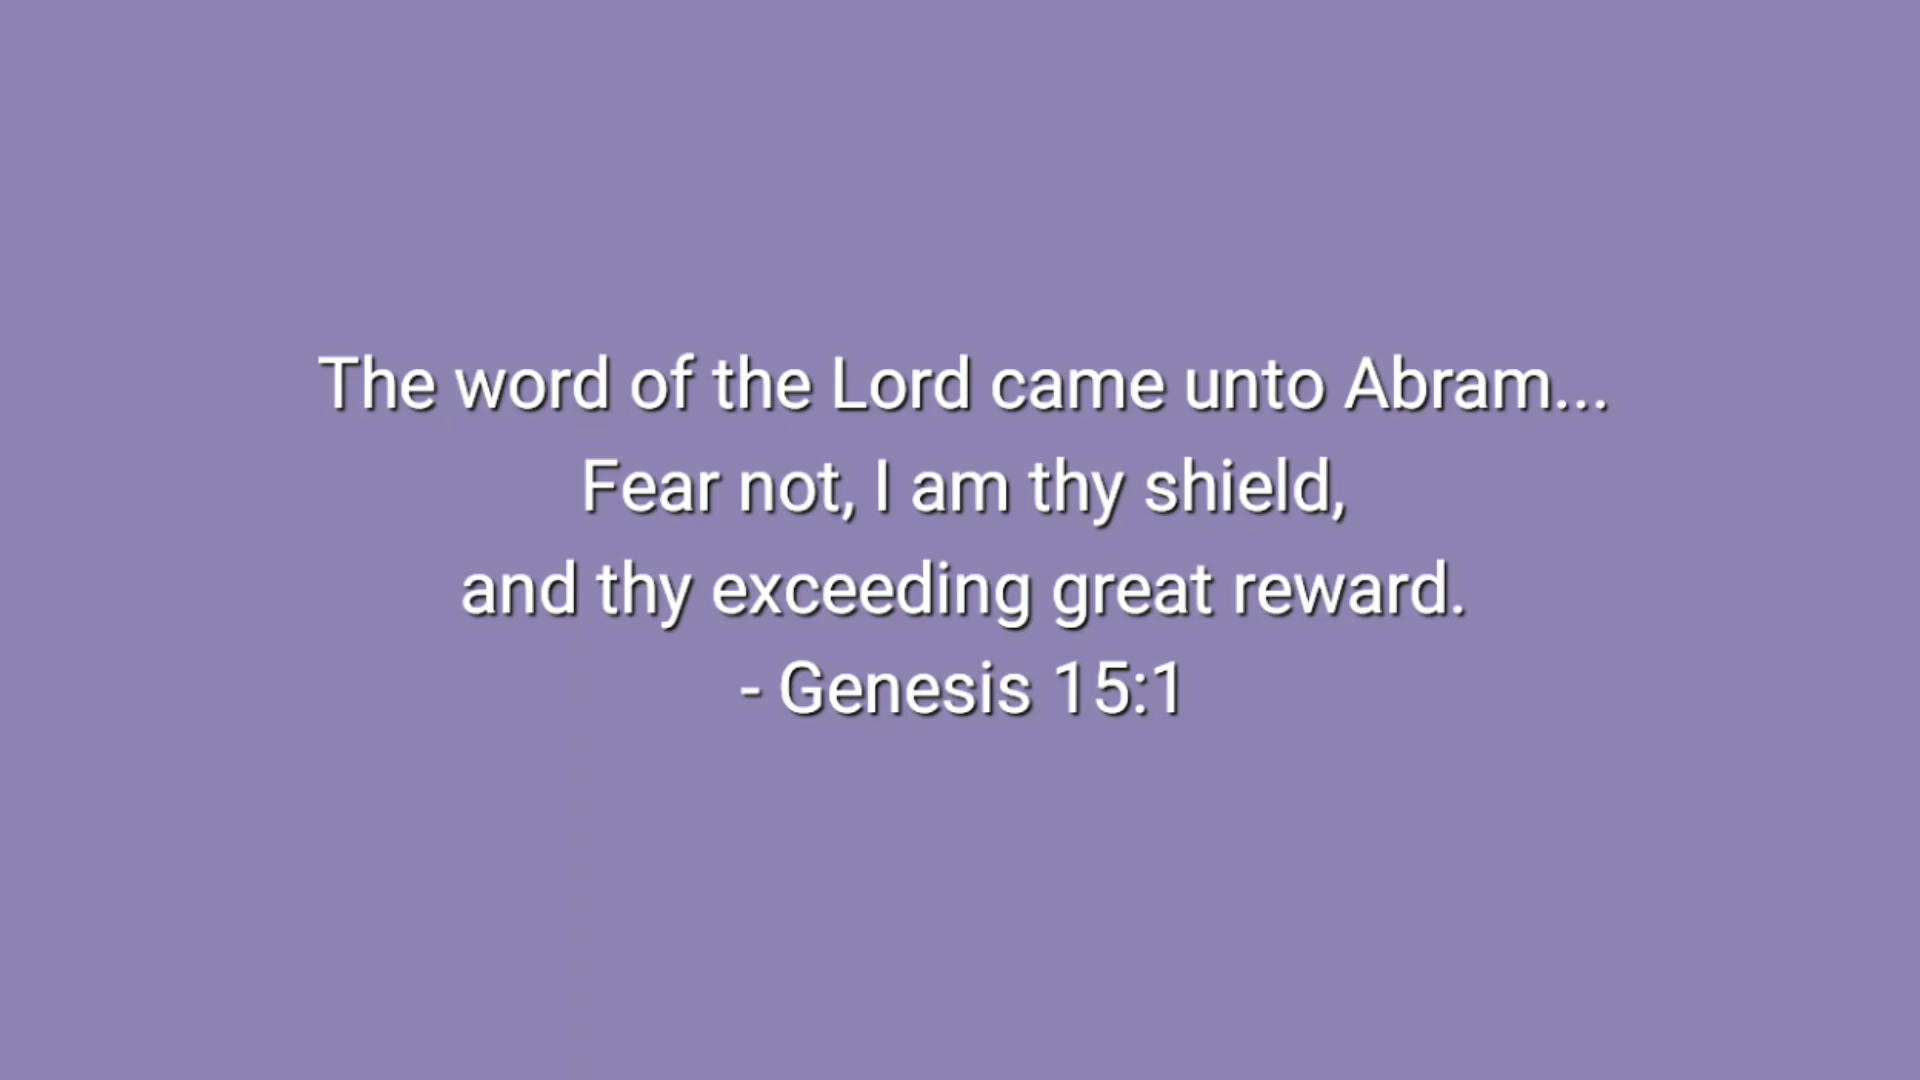 The word of the Lord came unto Abram...
Fear not, I am thy shield,
and thy exceeding great reward.
- Genesis 15:1